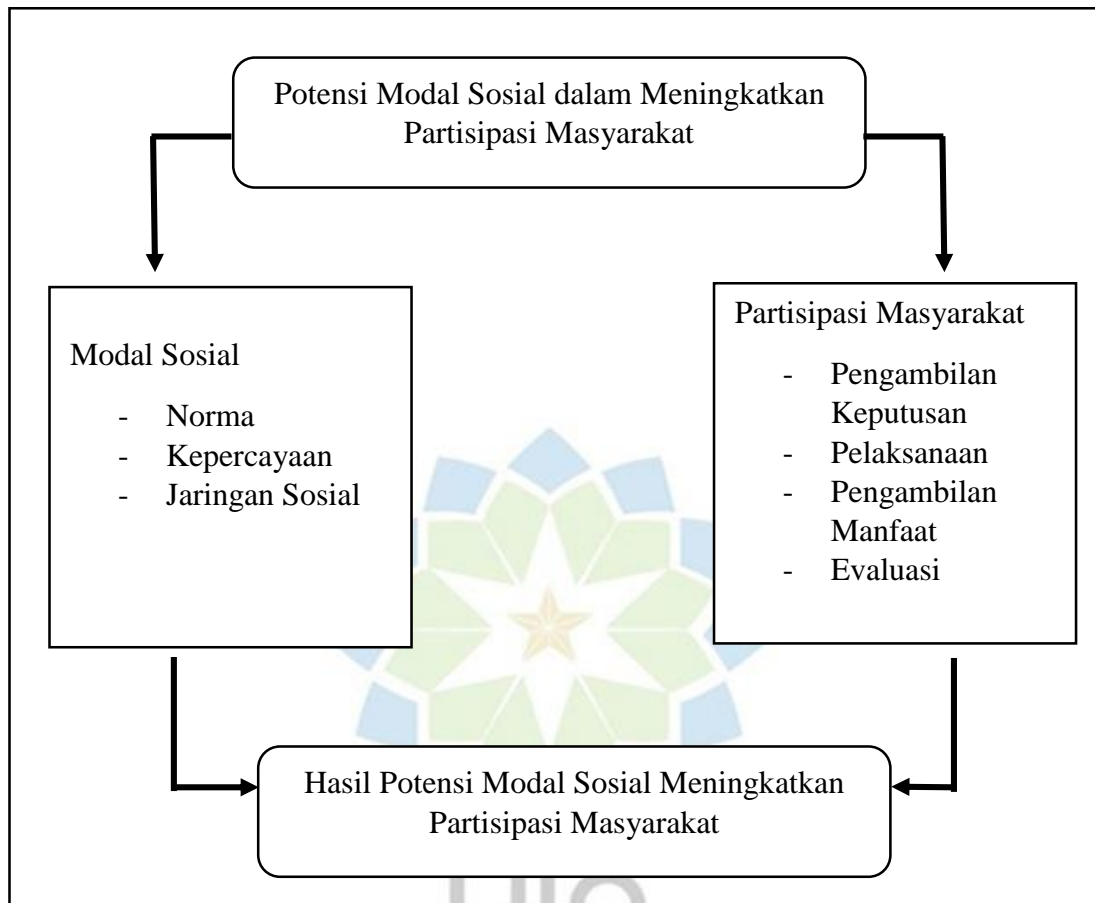 Potensi Modal Sosial dalam Meningkatkan
Partisipasi Masyarakat
Modal Sosial
- Norma
- Kepercayaan
- Jaringan Sosial
Partisipasi Masyarakat
- Pengambilan
Keputusan
- Pelaksanaan
- Pengambilan
Manfaat
- Evaluasi
Hasil Potensi Modal Sosial Meningkatkan
Partisipasi Masyarakat